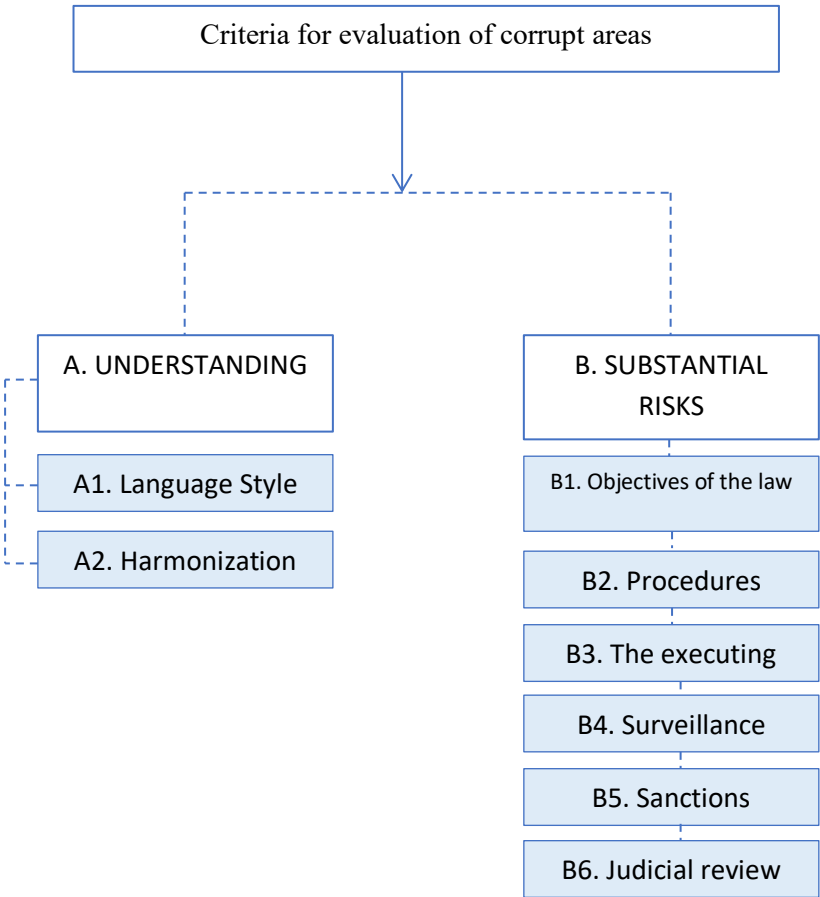 Criteria for evaluation of corrupt areas
A. UNDERSTANDING
A1. Language Style
A2. Harmonization
B. SUBSTANTIAL
RISKS
B1. Objectives of the law
B2. Procedures
B3. The executing
B4. Surveillance
B5. Sanctions
B6. Judicial review